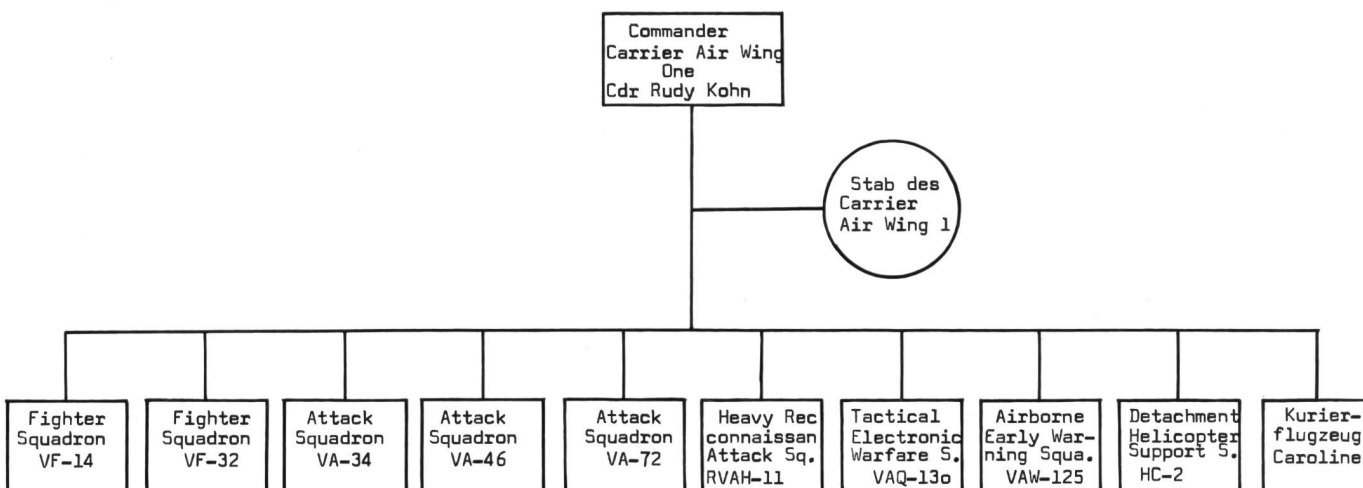 Commander
Carrier Air Wing
One
Cdr Rudy Kohn
Stab des
Carrier
Air Wing 1
Fighter
Squadron
VF-14
Fighter
Squadron
VF-32
Attack
Squadron
VA-34
Attack
Squadron
VA-46
Attack
Squadron
VA-72
Heavy Rec
connaissan
Attack Sq.
RVAH-11
Tactical
Electronic
Warfare S.
VAQ-13o
Airborne
Early War-
ning Squa.
VAW-125
Detachment
Helicopter
Support S.
HC-2
Kurier-
flugzeug
Caroline